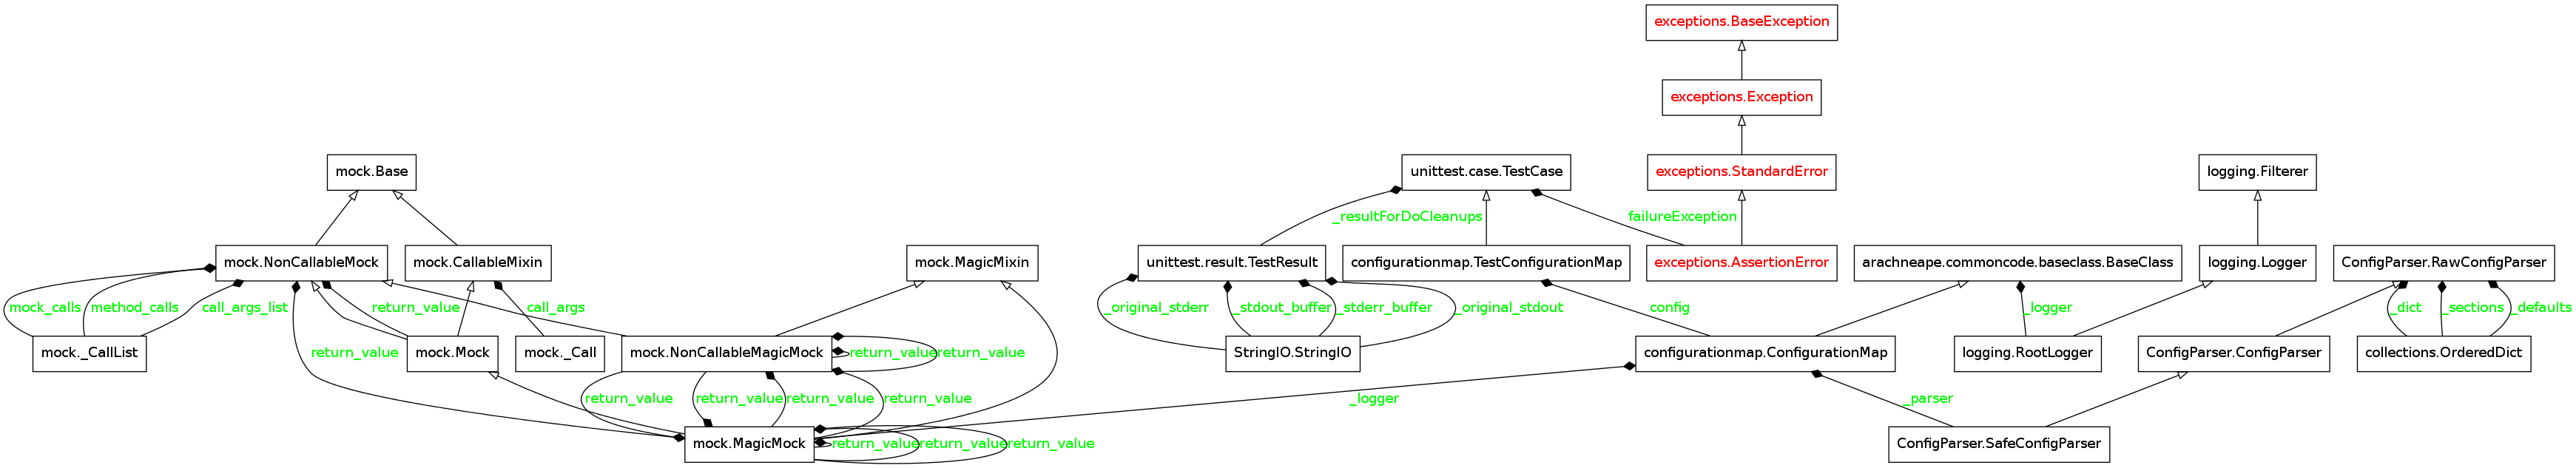 exceptions.BaseException
exceptions.Exception
mock.Base
unittest.case.TestCase
exceptions.StandardError
logging.Filterer
_resultForDoCleanups
failureException
mock.NonCallableMock
mock.CallableMixin
mock.MagicMixin
unittest.result.TestResult
configurationmap.TestConfigurationMap
exceptions.AssertionError
arachneape.commoncode.baseclass.BaseClass
logging.Logger
ConfigParser.RawConfigParser
mock_calls
method_calls
call_args_list
return_value
call_args
_original_stderr
_stdout_buffer
_stderr_buffer
_original_stdout
config
_logger
_dict
_sections
_defaults
mock._CallList
return_value
mock.Mock
mock._Call
mock.NonCallableMagicMock
return_value
return_value
StringIO.StringIO
configurationmap.ConfigurationMap
logging.RootLogger
ConfigParser.ConfigParser
collections.OrderedDict
return_value
return_value
return_value
return_value
_logger
_parser
mock.MagicMock
return_value
return_value
return_value
ConfigParser.SafeConfigParser